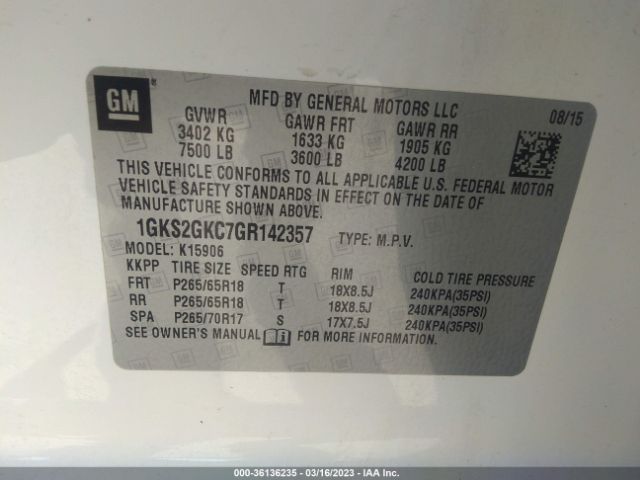 GM
MFD BY GENERAL MOTORS LLC
08/15
GVWR GAWR FRT GAWR RR
3402 KG 1633 KG 1905 KG
7500 LB 3600 LB 4200 LB
THIS VEHICLE CONFORMS TO ALL APPLICABLE U.S. FEDERAL MOTOR
VEHICLE SAFETY STANDARDS IN EFFECT ON THE DATE OF
MANUFACTURE SHOWN ABOVE.
1GKS2GKC7GR142357 TYPE: M.P.V.
MODEL: K15906
KKPP TIRE SIZE SPEED RTG RIM COLD TIRE PRESSURE
FRT P265/65R18 T 18X8.5J 240KPA(35PSI)
RR P265/65R18 T 18X8.5J 240KPA(35PSI)
SPA P265/70R17 S 17X7.5J 240KPA(35PSI)
SEE OWNER'S MANUAL FOR MORE INFORMATION.
000-36136235 - 03/16/2023 - IAA Inc.